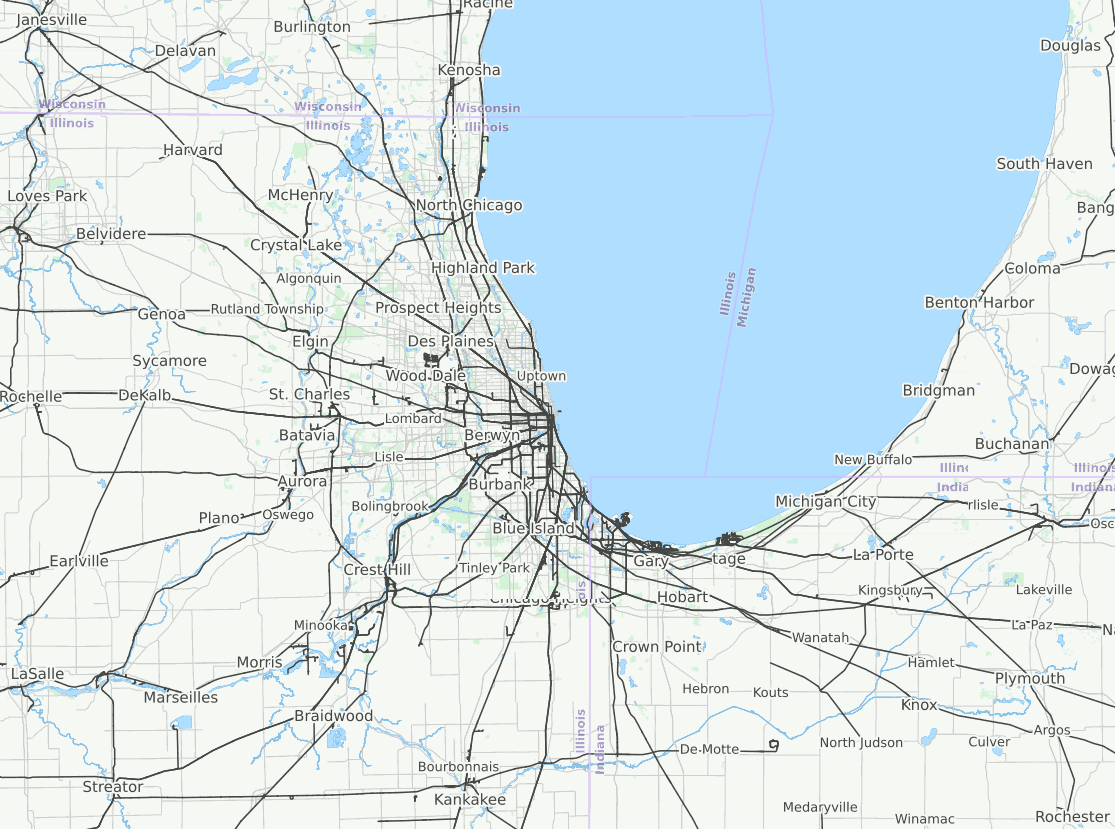 Racine
Janesville
Burlington
Douglas
Delavan
Kenosha
Wisconsin
Illinois
Wisconsin
Illinois
Wisconsin
Illinois
Harvard
South Haven
McHenry
Loves Park
North Chicago
Bang
Belvidere
Crystal Lake
Highland Park
Coloma
Algonquin
Illinois
Michigan
Benton Harbor
Rutland Township
Prospect Heights
Genoa
Elgin
Des Plaines
Sycamore
Wood Dale
Uptown
Dowag
Bridgman
St. Charles
DeKalb
Rochelle
Lombard
Batavia
Berwyn
Buchanan
Lisle
New Buffalo
Illino
India
Illinois
Indiana
Aurora
Burbank
Michigan City
Bolingbrook
rlisle
Plano
Oswego
Blue Island
Osc
Earlville
Crest Hill
Tinley Park
Gary
tage
La Porte
Kingsbury
Lakeville
Chicago Heights
ois
Hobart
Minooka
La Paz
Na
Wanatah
Crown Point
Morris
Hamlet
LaSalle
Plymouth
Marseilles
Hebron
Kouts
Knox
Braidwood
Illinois
Indiana
Argos
De Motte
North Judson
Culver
Bourbonnais
Streator
Kankakee
Medaryville
Winamac
Rochester